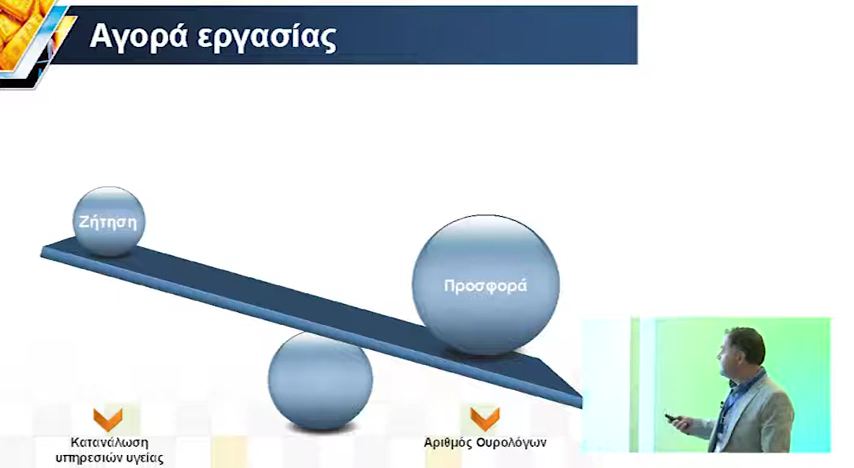 Αγορά εργασίας
Ζήτηση
Προσφορά
Κατανάλωση
υπηρεσιών υγείας
Αριθμός Ουρολόγων